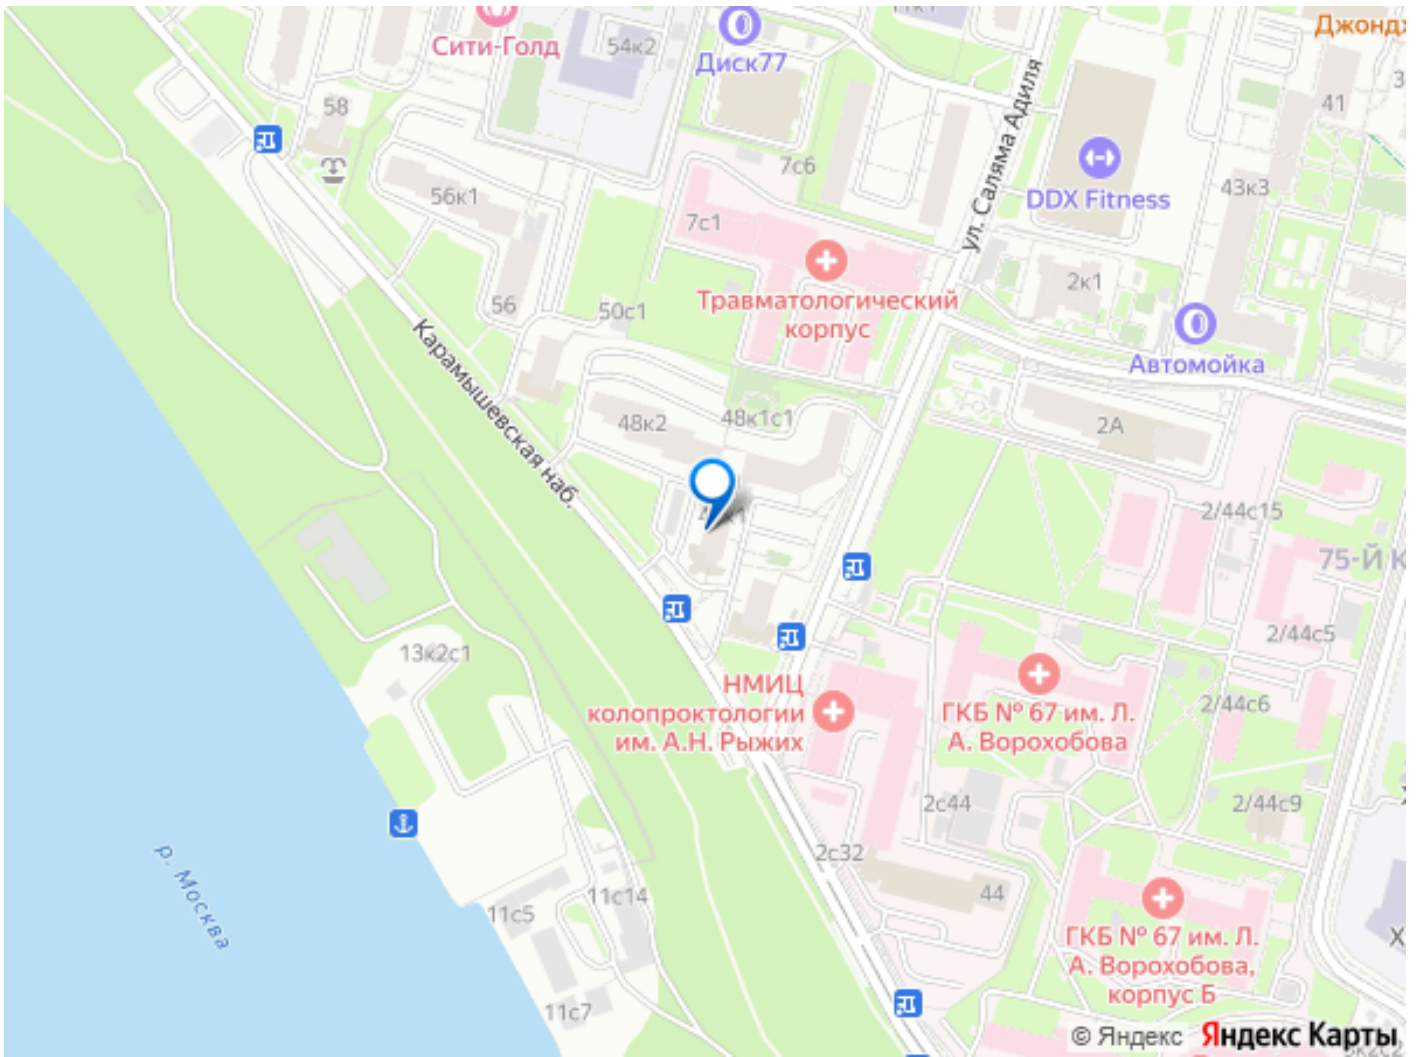 Джондж
Сити-Голд
54к2
Диск77
11к1
41
58
7с6
ул. Саляма Адиля
DDX Fitness
43к3
56к1
7с1
Травматологический
корпус
2к1
56
50с1
Автомойка
Карамышевская наб.
48к2
48к1с1
2А
2/44с15
75-Й К
2/44с5
13к2с1
НМИЦ
колопроктологии
им. А.Н. Рыжих
ГКБ № 67 им. Л.
А. Ворохобова
2/44с6
2с44
2/44с9
р. Москва
2с32
11с5
11с14
44
ГКБ № 67 им. Л.
А. Ворохобова,
корпус Б
Х
11с7
© Яндекс Яндекс Карты